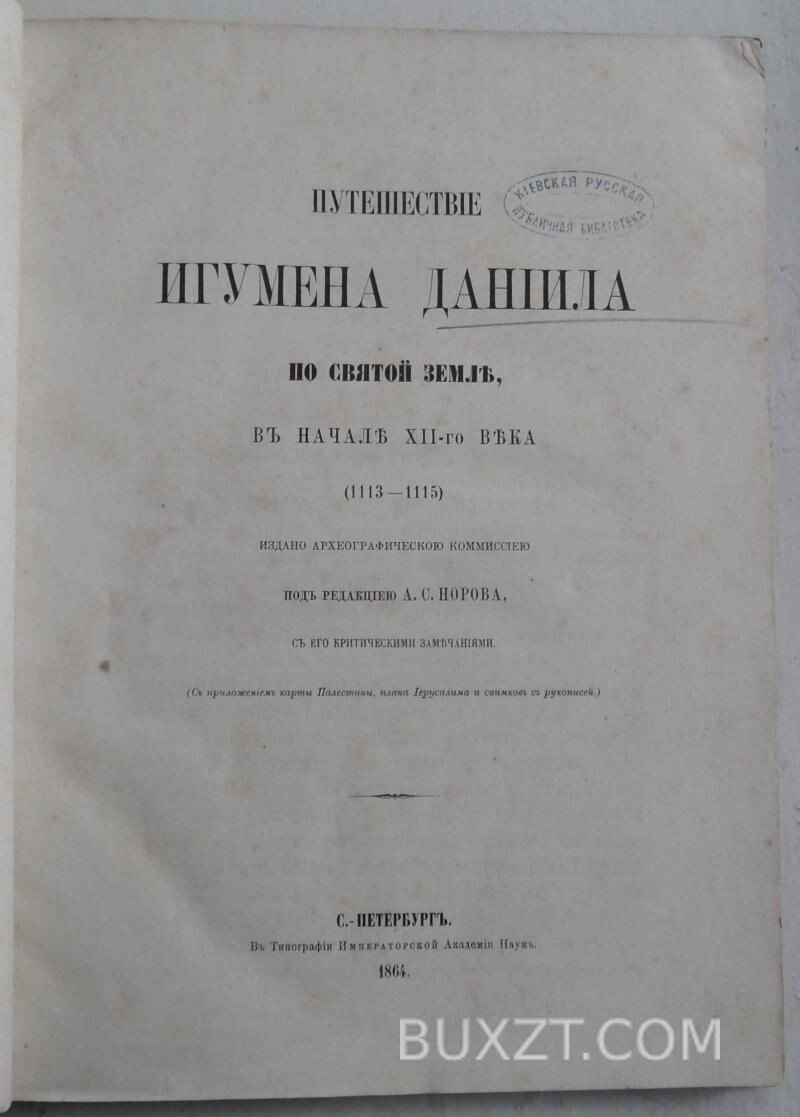 ПУТЕШЕСТВІЕ
КІЕВСКАЯ РУССКАЯ
ПУБЛИЧНАЯ БИБЛІОТЕКА
ИГУМЕНА ДАНІИЛА
ПО СВЯТОЙ ЗЕМЛѢ,
ВЪ НАЧАЛѢ XII-го ВѢКА
(1113—1115)
ИЗДАНО АРХЕОГРАФИЧЕСКОЮ КОММИССІЕЮ
ПОДЪ РЕДАКЦІЕЮ А. С. НОРОВА,
СЪ ЕГО КРИТИЧЕСКИМИ ЗАМѢЧАНІЯМИ.
(Съ приложеніемъ карты Палестины, плана Іерусалима и снимковъ съ рукописей.)
С.-ПЕТЕРБУРГЪ.
Въ Типографіи Императорской Академіи Наукъ.
1864.
BUXZT.COM